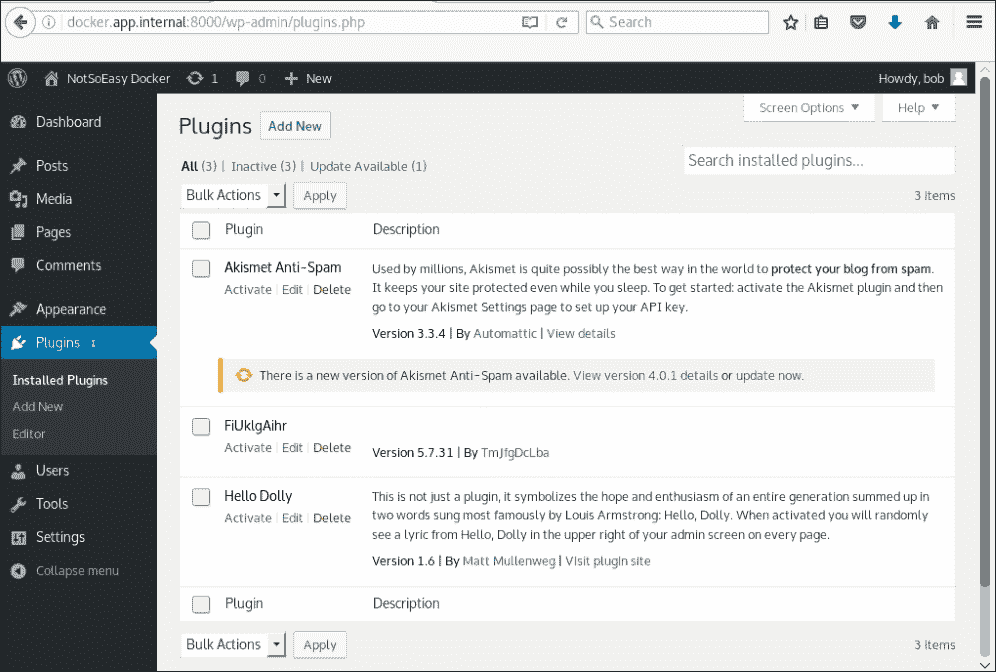 docker.app.internal:8000/wp-admin/plugins.php
Search
NotSoEasy Docker 1 0 New
Howdy, bob
Screen Options
Help
Dashboard
Posts
Media
Pages
Comments
Appearance
Plugins 1
Installed Plugins
Add New
Editor
Users
Tools
Settings
Collapse menu
Plugins Add New
All (3) | Inactive (3) | Update Available (1)
Search installed plugins...
Bulk Actions Apply
3 items
Plugin Description
Akismet Anti-Spam
Activate | Edit | Delete
Used by millions, Akismet is quite possibly the best way in the world to protect your blog from spam.
It keeps your site protected even while you sleep. To get started: activate the Akismet plugin and then
go to your Akismet Settings page to set up your API key.
Version 3.3.4 | By Automattic | View details
There is a new version of Akismet Anti-Spam available. View version 4.0.1 details or update now.
FiUklgAihr
Activate | Edit | Delete
Version 5.7.31 | By TmJfgDcLba
Hello Dolly
Activate | Edit | Delete
This is not just a plugin, it symbolizes the hope and enthusiasm of an entire generation summed up in
two words sung most famously by Louis Armstrong: Hello, Dolly. When activated you will randomly
see a lyric from Hello, Dolly in the upper right of your admin screen on every page.
Version 1.6 | By Matt Mullenweg | Visit plugin site
Plugin Description
Bulk Actions Apply
3 items